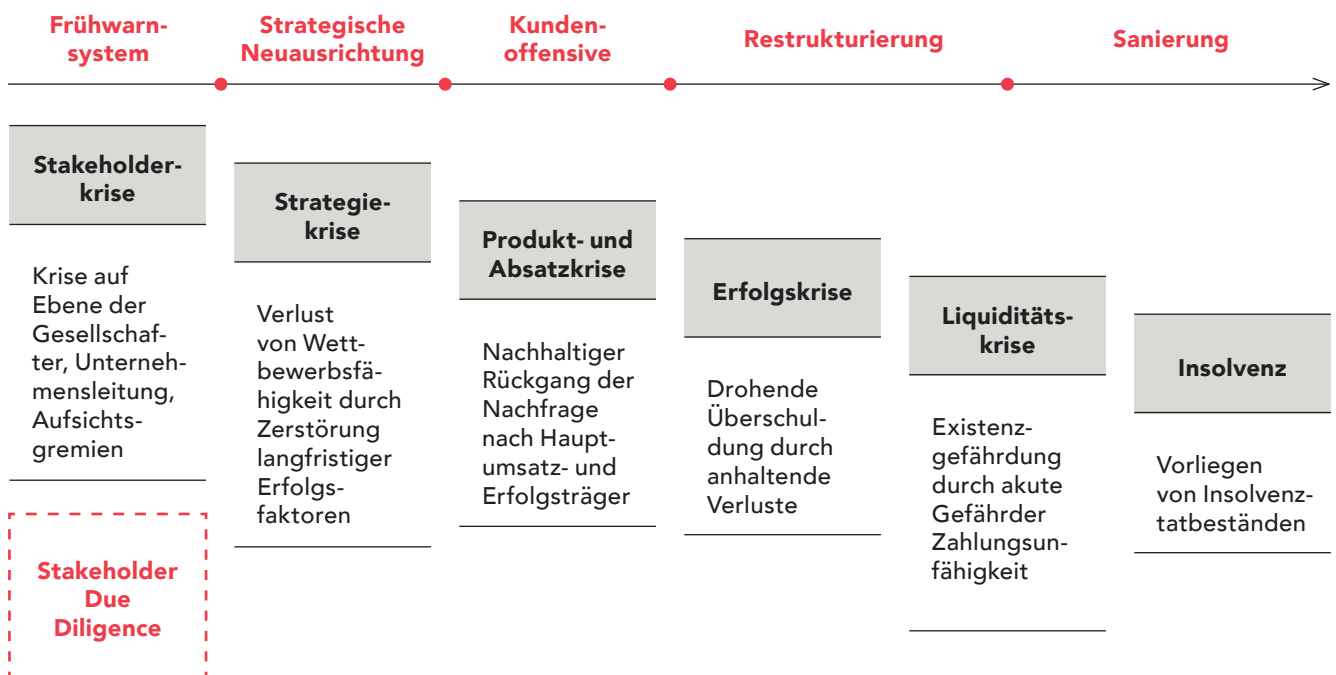 Frühwarn-
system
Strategische
Neuausrichtung
Kunden-
offensive
Restrukturierung
Sanierung
Stakeholder-
krise
Krise auf
Ebene der
Gesellschaf-
ter, Unterneh-
mensleitung,
Aufsichts-
gremien
Stakeholder
Due
Diligence
Strategie-
krise
Verlust
von Wett-
bewerbsfä-
higkeit durch
Zerstörung
langfristiger
Erfolgs-
faktoren
Produkt- und
Absatzkrise
Nachhaltiger
Rückgang der
Nachfrage
nach Haupt-
umsatz- und
Erfolgsträger
Erfolgskrise
Drohende
Überschul-
dung durch
anhaltende
Verluste
Liquiditäts-
krise
Existenz-
gefährdung
durch akute
Gefährder
Zahlungsun-
fähigkeit
Insolvenz
Vorliegen
von Insolvenz-
tatbeständen